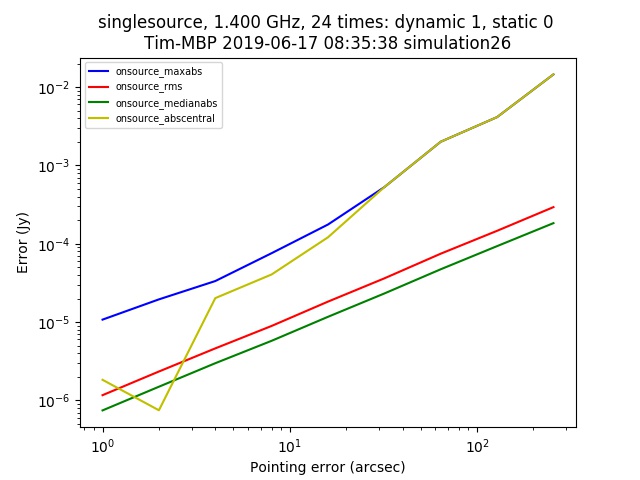 singlesource, 1.400 GHz, 24 times: dynamic 1, static 0
Tim-MBP 2019-06-17 08:35:38 simulation26
onsource_maxabs
onsource_rms
onsource_medianabs
onsource_abscentral
Error (Jy)
10⁻²
10⁻³
10⁻⁴
10⁻⁵
10⁻⁶
10⁰ 10¹ 10²
Pointing error (arcsec)